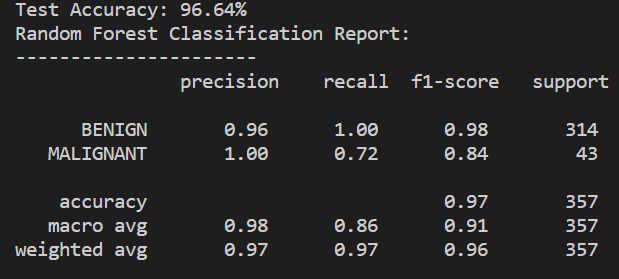 Test Accuracy: 96.64%
Random Forest Classification Report:
-----------------------
precision recall f1-score support
BENIGN 0.96 1.00 0.98 314
MALIGNANT 1.00 0.72 0.84 43
accuracy 0.97 357
macro avg 0.98 0.86 0.91 357
weighted avg 0.97 0.97 0.96 357